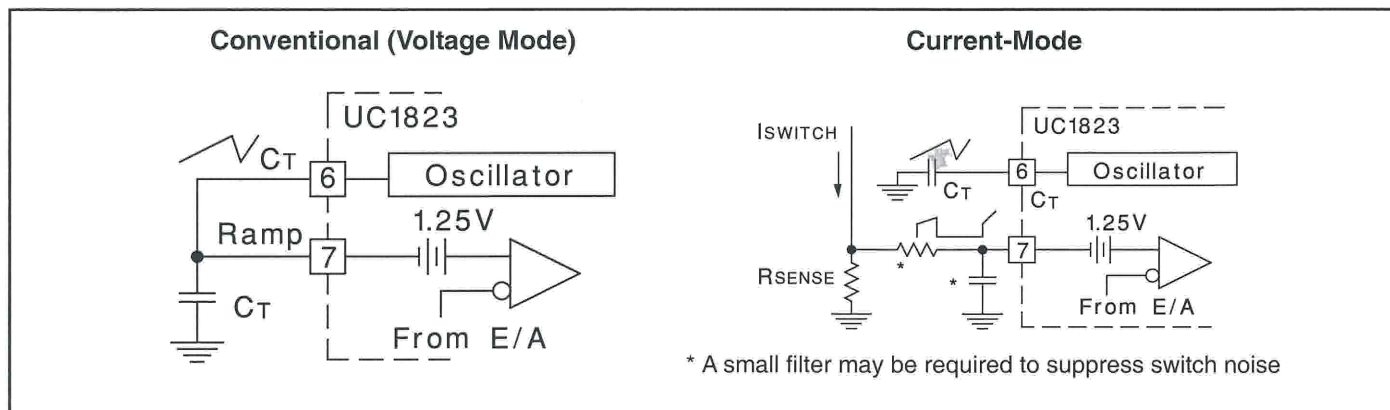 Conventional (Voltage Mode)
UC1823
CT
6
Oscillator
Ramp
7
1.25V
CT
From E/A
Current-Mode
ISWITCH
UC1823
CT
6
Oscillator
CT
1.25V
7
RSENSE
*
*
From E/A
* A small filter may be required to suppress switch noise